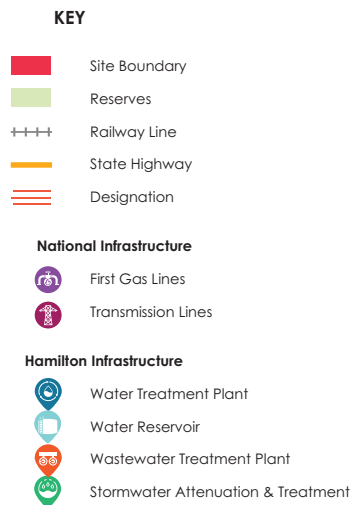 KEY
Site Boundary
Reserves
Railway Line
State Highway
Designation
National Infrastructure
First Gas Lines
Transmission Lines
Hamilton Infrastructure
Water Treatment Plant
Water Reservoir
Wastewater Treatment Plant
Stormwater Attenuation & Treatment